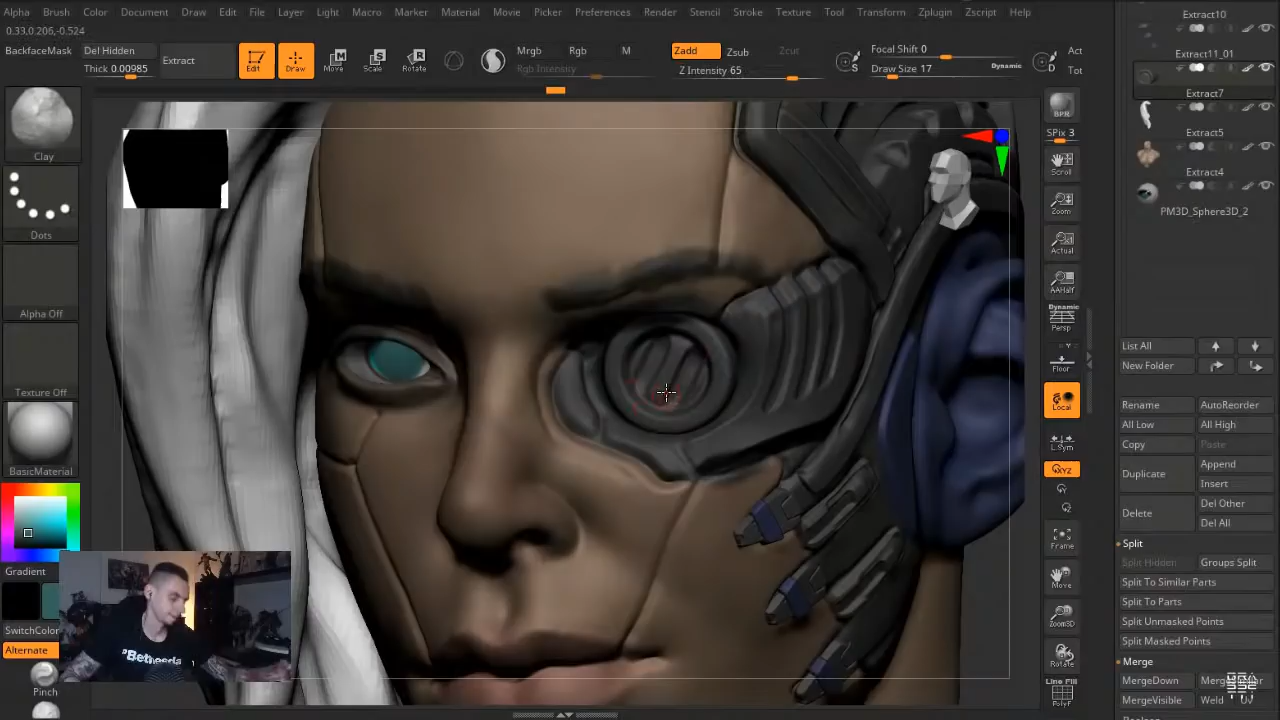 Alpha Brush Color Document Draw Edit File Layer Light Macro Marker Material Movie Picker Preferences Render Stencil Stroke Texture Tool Transform Zplugin Zscript Help
0.33,0.206,-0.524
BackfaceMask
Del Hidden
Thick 0.00985
Extract
Edit
Draw
Move
Scale
Rotate
Mrgb Rgb M
Rgb Intensity
Zadd Zsub Zcut
Z Intensity 65
S
Focal Shift 0
Draw Size 17
Dynamic
D
Act
Tot
Clay
Dots
Alpha Off
Texture Off
BasicMaterial
Gradient
SwitchColor
Alternate
Pinch
"Bethesda
BPR
SPix 3
Scroll
Zoom
Actual
AAHalf
Dynamic
Persp
Floor
Local
L.Sym
XYZ
Frame
Move
Zoom3D
Rotate
Line Fill
PolyF
Extract10
Extract11_01
Extract7
Extract5
Extract4
PM3D_Sphere3D_2
List All
New Folder
Rename AutoReorder
All Low All High
Copy Paste
Duplicate Append
Insert
Delete Del Other
Del All
Split
Split Hidden Groups Split
Split To Similar Parts
Split To Parts
Split Unmasked Points
Split Masked Points
Merge
MergeDown
MergeVisible Weld Uv